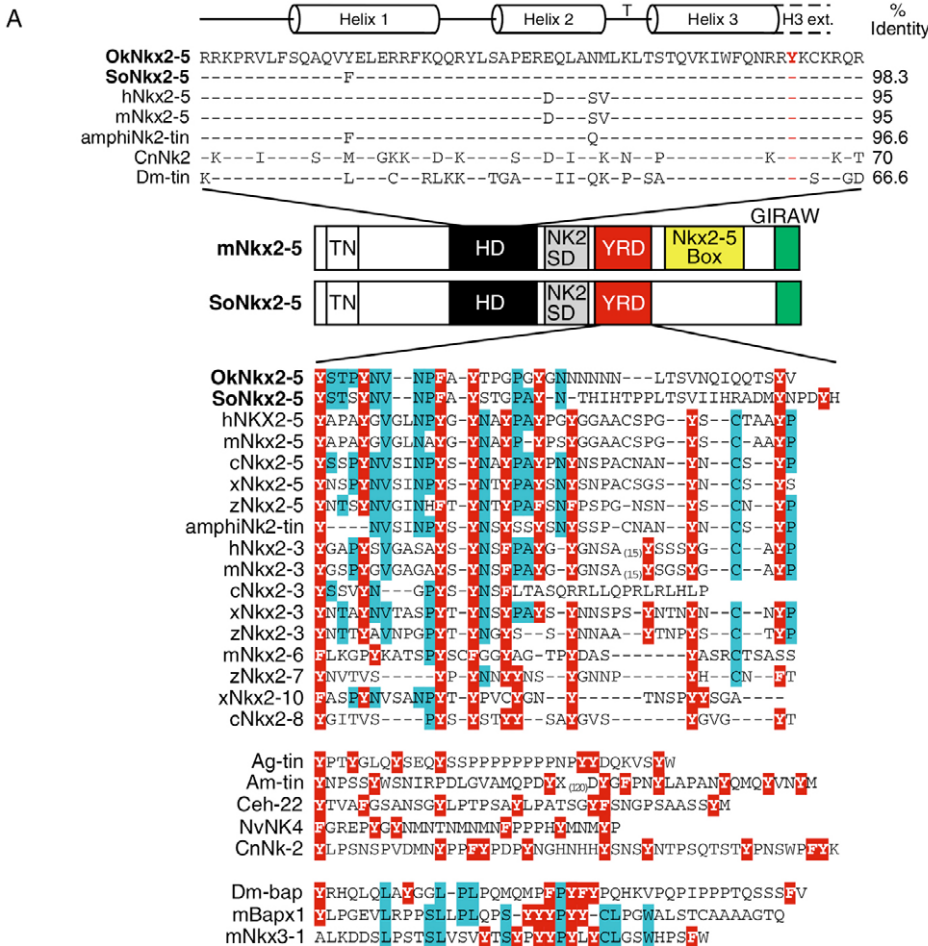 A
Helix 1 Helix 2 T Helix 3 H3 ext. % Identity
OkNkx2-5 RRKPRVLFSQAQVYELERRFKQQRYLSAPEREQLANMLKLTSTQVKIWFQNRRYKCKRQR
SoNkx2-5 -------------F---------------------------------------------- 98.3
hNkx2-5 -------------------------------D---SV----------------------- 95
mNkx2-5 -------------------------------D---SV----------------------- 95
amphiNk2-tin -------------F---------------------Q------------------------ 96.6
CnNk2 -K---I----S--M--GKK--D-K----S--D-I--K-N--P---------K-----K-T 70
Dm-tin K------------L---C--RLKK--TGA---II-QK-P-SA-------------S--GD 66.6
GIRAW
mNkx2-5 TN HD NK2 SD YRD Nkx2-5 Box
SoNkx2-5 TN HD NK2 SD YRD
OkNkx2-5 YSTPYNV--NPFA-YTPGPGYGNNNNNN---LTSVNQIQQTSYV
SoNkx2-5 YSTSYNV--NPFA-YSTGPAY-N-THIHTPPLTSVIIHRADMYNPDYH
hNKX2-5 YAPAYGVGLNPYG-YNAYPAYPGYGGAACSPG---YS--CTAAYP
mNkx2-5 YAPAYGVGLNAYG-YNAYP-YPSYGGAACSPG---YS--C-AAYP
cNkx2-5 YSSPYNVSINPYS-YNAYPAYPNYNSPACNAN---YN--CS--YP
xNkx2-5 YNSPYNVSINPYS-YNTYPAYSNYSNPACSGS---YN--CS--YS
zNkx2-5 YNTSYNVGINHFT-YNTYPAFSNFPSPG-NSN---YS--CN--YP
amphiNk2-tin Y----NVSINPYS-YNSYSSYSNYSSP-CNAN---YN--CS--YP
hNkx2-3 YGAPYSVGASAYS-YNSFPAYG-YGNSA(15)YSSSYG--C--AYP
mNkx2-3 YGSPYGVGAGAYS-YNSFPAYG-YGNSA(15)YSGSYG--C--AYP
cNkx2-3 YSSVYN---GPYS-YNSFLTASQRRLLQPRLRLHLP
xNkx2-3 YNTAYNVTASPYT-YNSYPAYS-YNNSPS-YNTNYN--C--NYP
zNkx2-3 YNTTYAVNPGPYT-YNGYS--S-YNNAA--YTNPYS--C--TYP
mNkx2-6 FLKGPYKATSPYSCFGGYAG-TPYDAS-------YASRCTSASS
zNkx2-7 YNVTVS----YP-YNNYYNS--YGNNP-------YH--CN--FT
xNkx2-10 FASPYNVSANPYT-YPVCYGN--Y-----TNSPYYSGA----
cNkx2-8 YGITVS----PYS-YSTYY--SAYGVS-------YGVG---YT
Ag-tin YPTYGLQYSEQYSSPPPPPPPPNPYYDQKVSYW
Am-tin YNPSSYWSNIRPDLGVAMQPDYX(120)DYGFPNYLAPANYQMQYVNYM
Ceh-22 YTVAFGSANSGYLPTPSAYLPATSGYFSNGPSAASSYM
NvNK4 FGREPYGYNMNTNMNMNFPPPHYMNMYP
CnNk-2 YLPSNSPVDMNYPPFYPDPYNGHNHHYSNSYNTPSQTSTYPNSWPFYK
Dm-bap YRHQLQLAYGGL-PLPQMQMPFPYFYPQHKVPQPIPPPTQSSSFV
mBapx1 YLPGEVLRPPSLLPLQPS-YYYPYY-CLPGWALSTCAAAAGTQ
mNkx3-1 ALKDDSLPSTSLVSVYTSYPYYPYLYCLGSWHPSFW